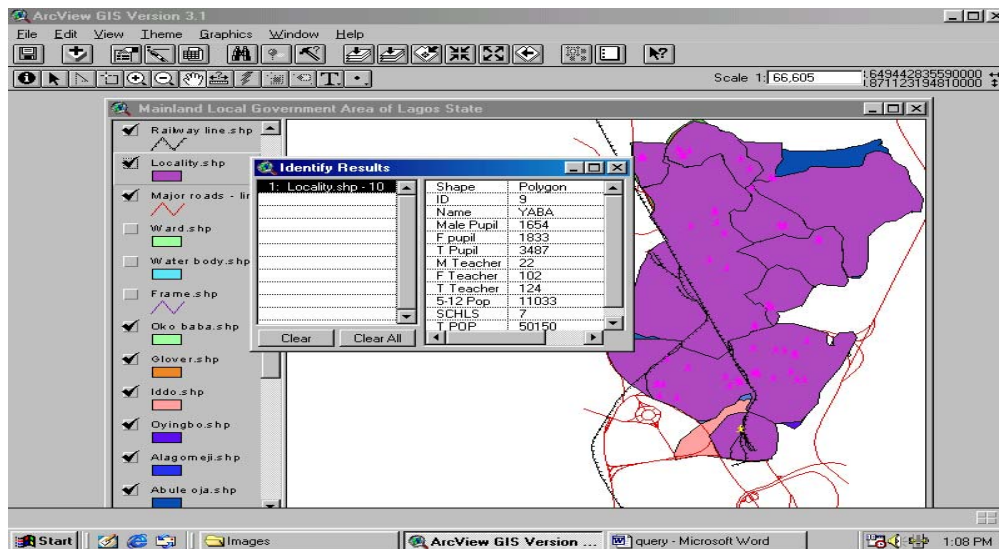 ArcView GIS Version 3.1
File Edit View Theme Graphics Window Help
Scale 1: 66,605
Mainland Local Government Area of Lagos State
Railway line.shp
Locality.shp
Major roads - lin
Ward.shp
Water body.shp
Frame.shp
Oko baba.shp
Glover.shp
Iddo.shp
Oyingbo.shp
Alagomeji.shp
Abule oja.shp
Identify Results
1: Locality.shp - 10
Shape Polygon
ID 9
Name YABA
Male Pupil 1654
F pupil 1833
T Pupil 3487
M Teacher 22
F Teacher 102
T Teacher 124
5-12 Pop 11033
SCHLS 7
T POP 50150
Clear Clear All
Start Images ArcView GIS Version ... query - Microsoft Word 1:08 PM